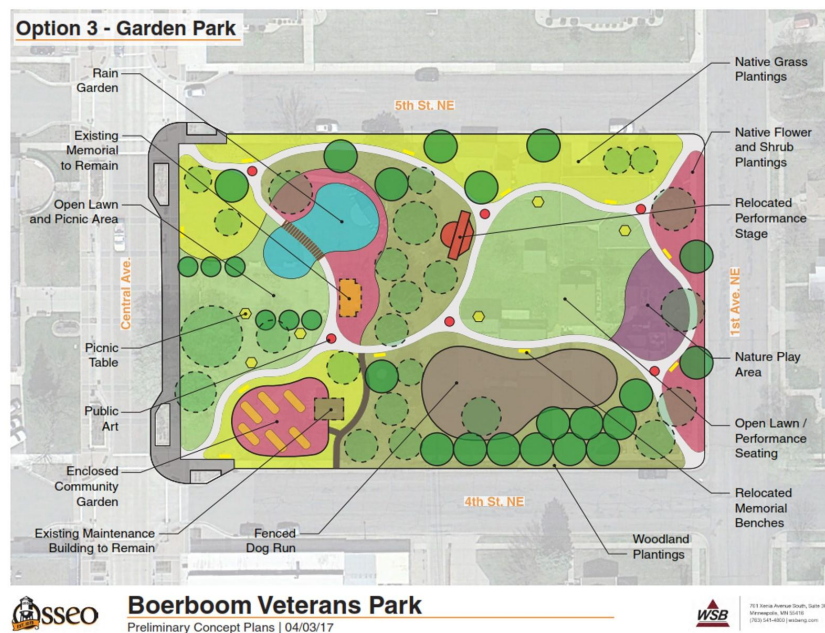 Option 3 - Garden Park
Rain
Garden
Existing
Memorial
to Remain
Open Lawn
and Picnic Area
Central Ave.
Picnic
Table
Public
Art
Enclosed
Community
Garden
Existing Maintenance
Building to Remain
Fenced
Dog Run
5th St. NE
4th St. NE
Native Grass
Plantings
Native Flower
and Shrub
Plantings
Relocated
Performance
Stage
1st Ave. NE
Nature Play
Area
Open Lawn /
Performance
Seating
Relocated
Memorial
Benches
Woodland
Plantings
Osseo
Boerboom Veterans Park
Preliminary Concept Plans | 04/03/17
WSB
701 Xenia Avenue South, Suite 3
Minneapolis, MN 55416
(763) 541-4800 | wsbeng.com